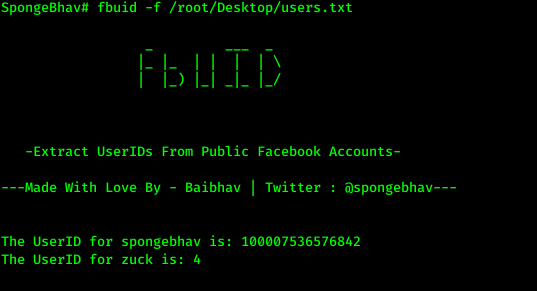 SpongeBhav# fbuid -f /root/Desktop/users.txt
FbUID
-Extract UserIDs From Public Facebook Accounts-
---Made With Love By - Baibhav | Twitter : @spongebhav---
The UserID for spongebhav is: 100007536576842
The UserID for zuck is: 4